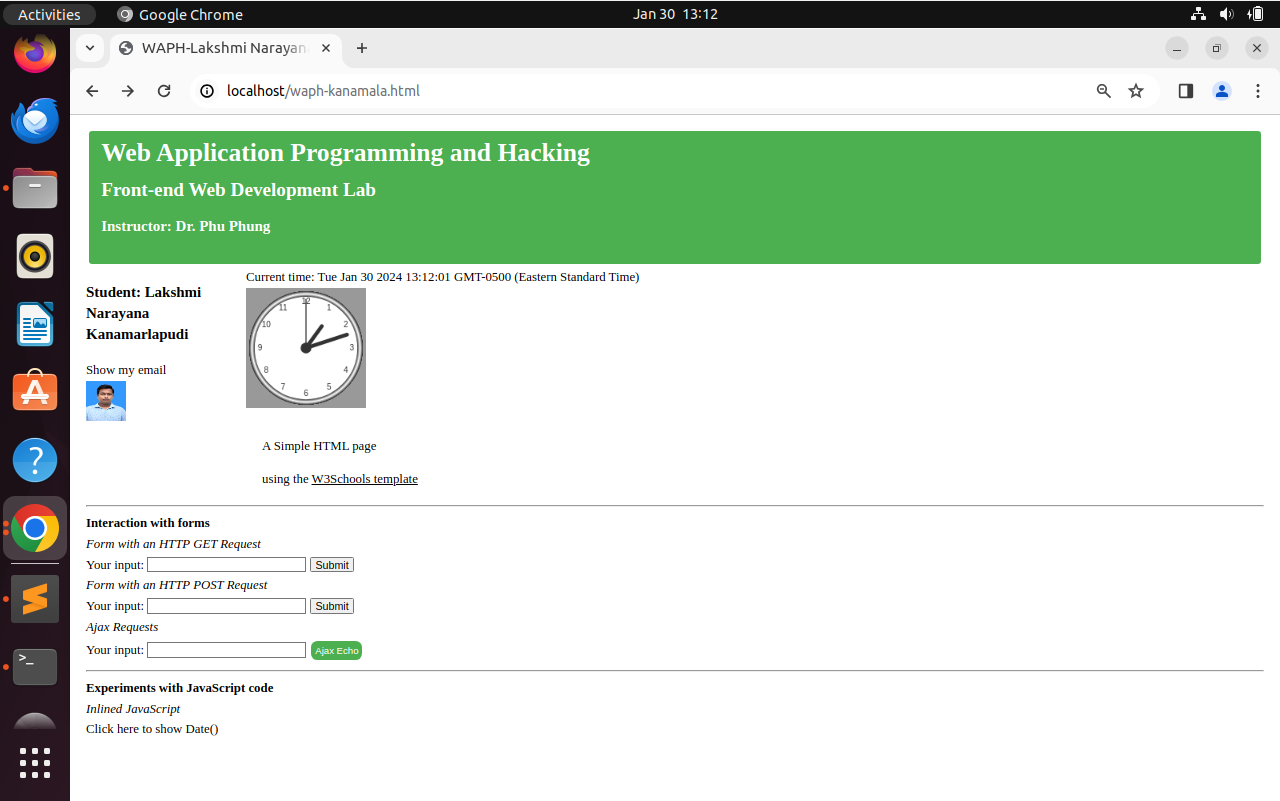 Activities
Google Chrome
Jan 30 13:12
WAPH-Lakshmi Narayan
localhost/waph-kanamala.html
Web Application Programming and Hacking
Front-end Web Development Lab
Instructor: Dr. Phu Phung
Student: Lakshmi
Narayana
Kanamarlapudi
Show my email
Current time: Tue Jan 30 2024 13:12:01 GMT-0500 (Eastern Standard Time)
12
1
2
3
4
5
6
7
8
9
10
11
A Simple HTML page
using the W3Schools template
Interaction with forms
Form with an HTTP GET Request
Your input: Submit
Form with an HTTP POST Request
Your input: Submit
Ajax Requests
Your input: Ajax Echo
Experiments with JavaScript code
Inlined JavaScript
Click here to show Date()